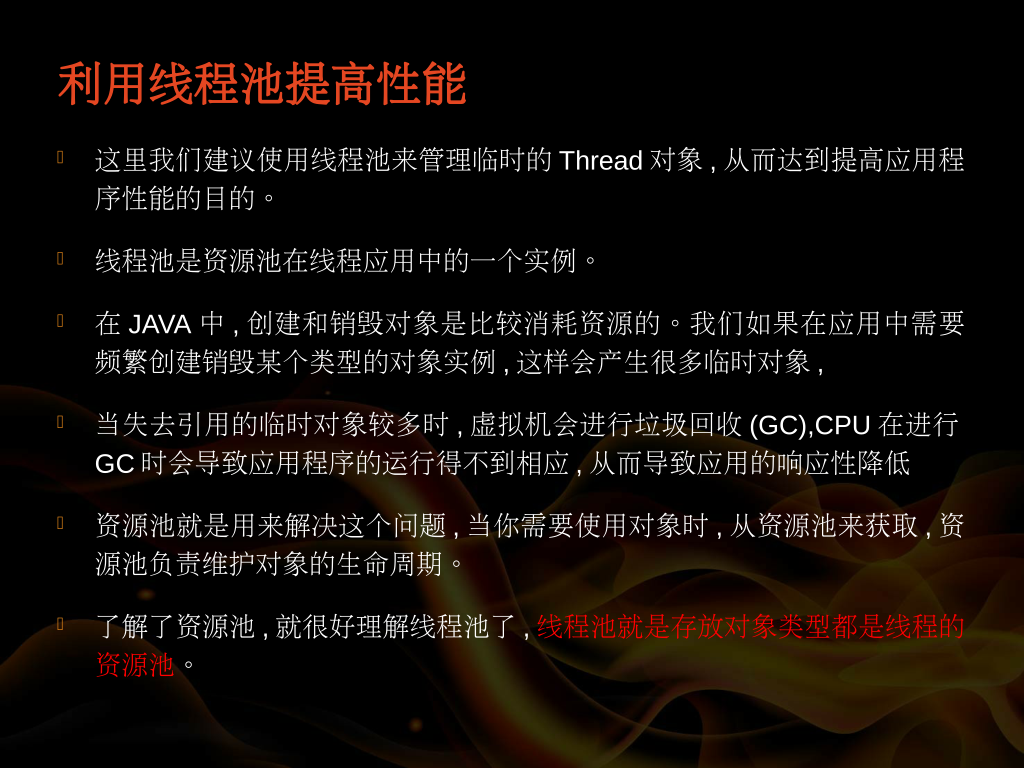 利用线程池提高性能
这里我们建议使用线程池来管理临时的 Thread 对象 , 从而达到提高应用程
序性能的目的。
线程池是资源池在线程应用中的一个实例。
在 JAVA 中 , 创建和销毁对象是比较消耗资源的。我们如果在应用中需要
频繁创建销毁某个类型的对象实例 , 这样会产生很多临时对象 ,
当失去引用的临时对象较多时 , 虚拟机会进行垃圾回收 (GC),CPU 在进行
GC 时会导致应用程序的运行得不到相应 , 从而导致应用的响应性降低
资源池就是用来解决这个问题 , 当你需要使用对象时 , 从资源池来获取 , 资
源池负责维护对象的生命周期。
了解了资源池 , 就很好理解线程池了 , 线程池就是存放对象类型都是线程的
资源池。